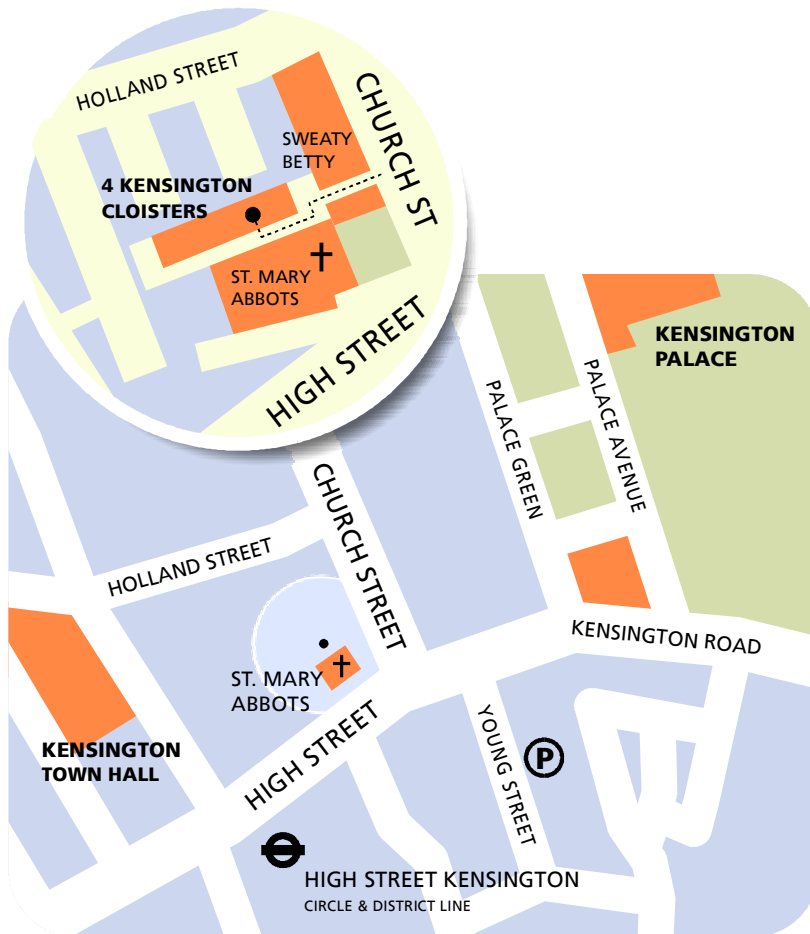 HOLLAND STREET
CHURCH ST
SWEATY
BETTY
4 KENSINGTON
CLOISTERS
ST. MARY
ABBOTS
HIGH STREET
KENSINGTON
PALACE
PALACE GREEN
PALACE AVENUE
CHURCH STREET
HOLLAND STREET
KENSINGTON ROAD
ST. MARY
ABBOTS
HIGH STREET
YOUNG STREET
P
KENSINGTON
TOWN HALL
HIGH STREET KENSINGTON
CIRCLE & DISTRICT LINE